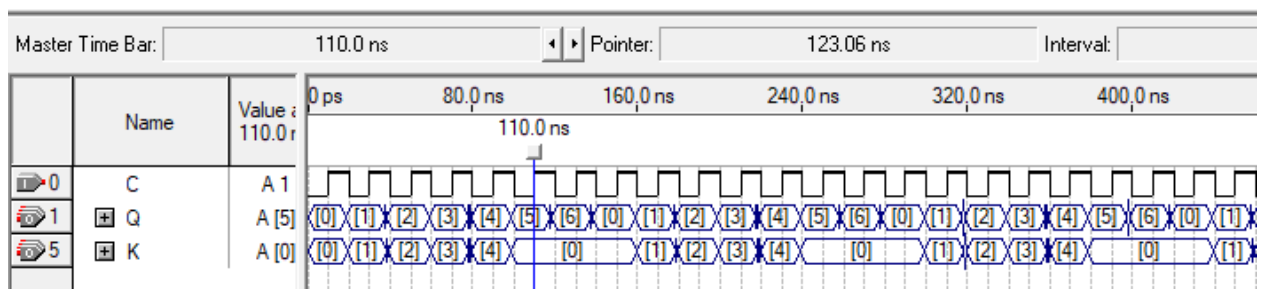 Master Time Bar: 110.0 ns Pointer: 123.06 ns Interval:
Name Value a 110.0 r
0 ps 80.0 ns 160.0 ns 240.0 ns 320.0 ns 400.0 ns
110.0 ns
0 C A 1
1 Q A [5] [0] [1] [2] [3] [4] [5] [6] [0] [1] [2] [3] [4] [5] [6] [0] [1] [2] [3] [4] [5] [6] [0] [1]
5 K A [0] [0] [1] [2] [3] [4] [0] [1] [2] [3] [4] [0] [1] [2] [3] [4] [0] [1]